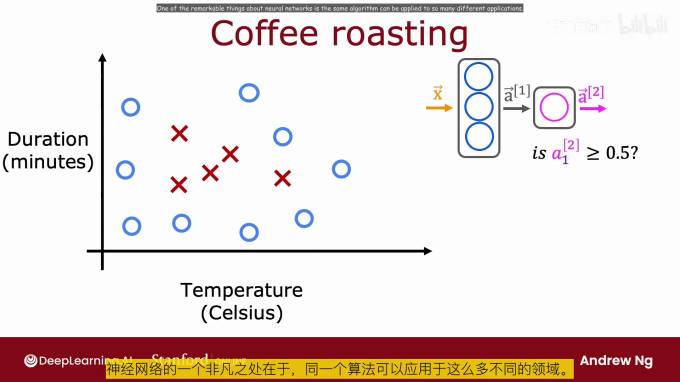 One of the remarkable things about neural networks is the same algorithm can be applied to so many different applications.
bilibili
Coffee roasting
Duration
(minutes)
x⃗
a⃗[1]
a⃗[2]
is a₁[2] ≥ 0.5?
Temperature
(Celsius)
DeepLearning.AI
Stanford
Andrew Ng
神经网络的一个非凡之处在于，同一个算法可以应用于这么多不同的领域。